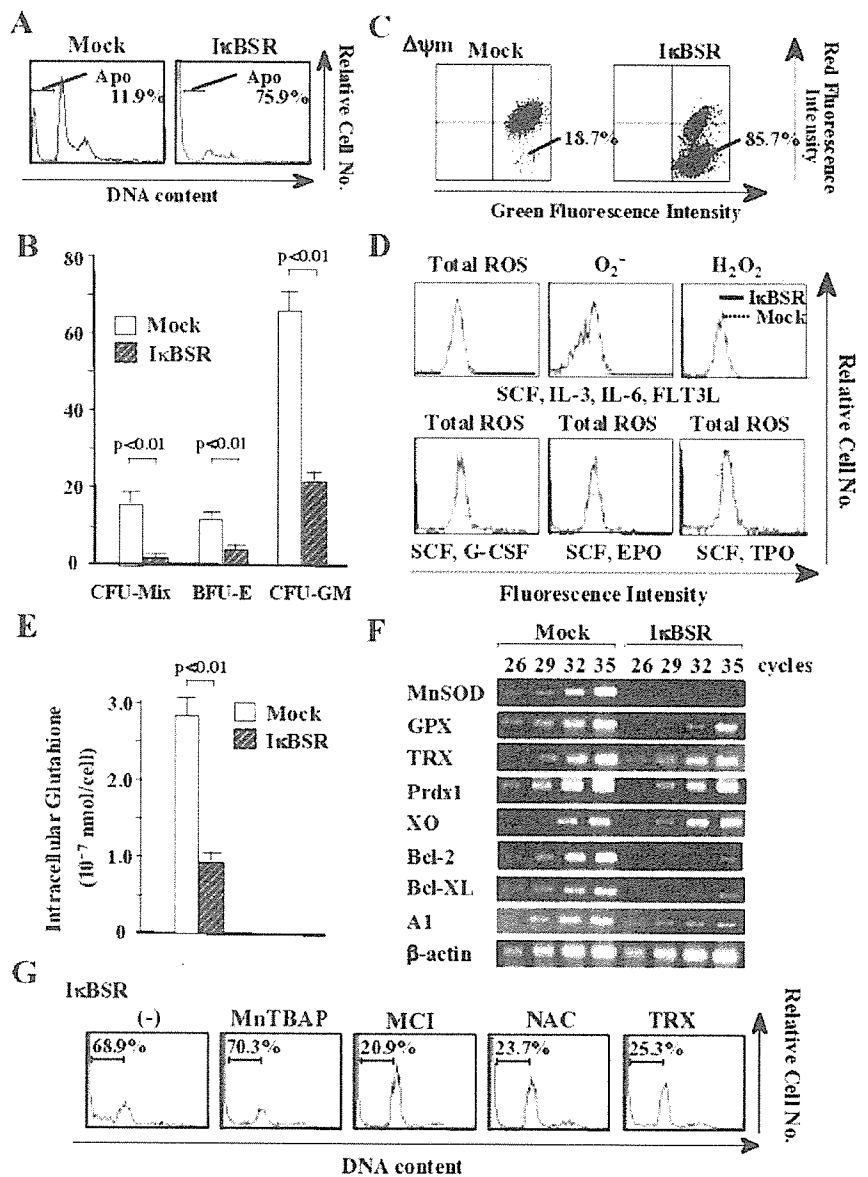 A
Mock
IκBSR
Apo
11.9%
Apo
75.9%
Relative Cell No.
DNA content
B
80
60
40
20
0
p<0.01
p<0.01
p<0.01
Mock
IκBSR
CFU-Mix
BFU-E
CFU-GM
C
Δψm
Mock
IκBSR
18.7%
85.7%
Red Fluorescence
Intensity
Green Fluorescence Intensity
D
Total ROS
O₂⁻
H₂O₂
IκBSR
Mock
SCF, IL-3, IL-6, FLT3L
Total ROS
Total ROS
Total ROS
SCF, G-CSF
SCF, EPO
SCF, TPO
Relative Cell No.
Fluorescence Intensity
E
p<0.01
3.0
2.0
1.0
0
Mock
IκBSR
Intracellular Glutathione
(10⁻⁷ nmol/cell)
F
Mock
IκBSR
26 29 32 35 26 29 32 35 cycles
MnSOD
GPX
TRX
Prdx1
XO
Bcl-2
Bcl-XL
A1
β-actin
G
IκBSR
(-)
MnTBAP
MCI
NAC
TRX
68.9%
70.3%
20.9%
23.7%
25.3%
Relative Cell No.
DNA content